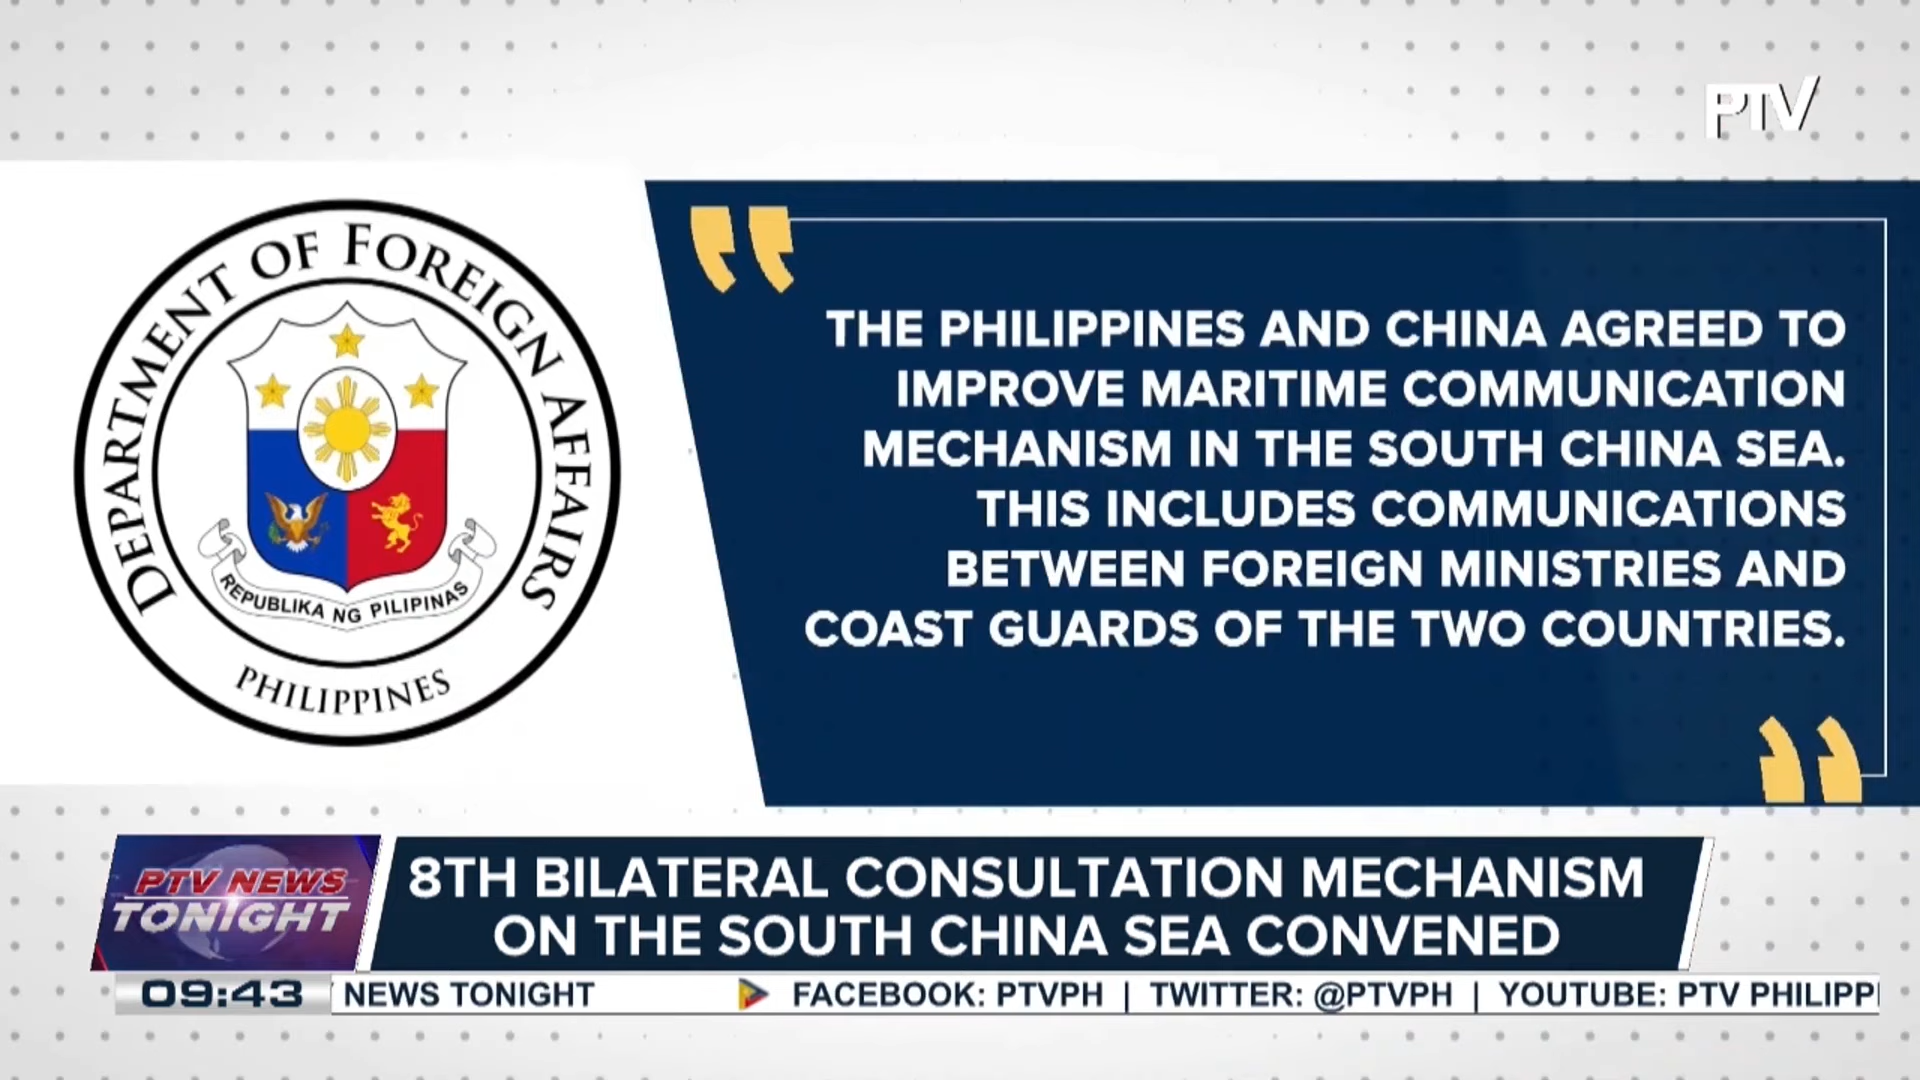 PTV
DEPARTMENT OF FOREIGN AFFAIRS
REPUBLIKA NG PILIPINAS
PHILIPPINES
THE PHILIPPINES AND CHINA AGREED TO
IMPROVE MARITIME COMMUNICATION
MECHANISM IN THE SOUTH CHINA SEA.
THIS INCLUDES COMMUNICATIONS
BETWEEN FOREIGN MINISTRIES AND
COAST GUARDS OF THE TWO COUNTRIES.
PTV NEWS
TONIGHT
8TH BILATERAL CONSULTATION MECHANISM
ON THE SOUTH CHINA SEA CONVENED
09:43
NEWS TONIGHT FACEBOOK: PTVPH | TWITTER: @PTVPH | YOUTUBE: PTV PHILIPP